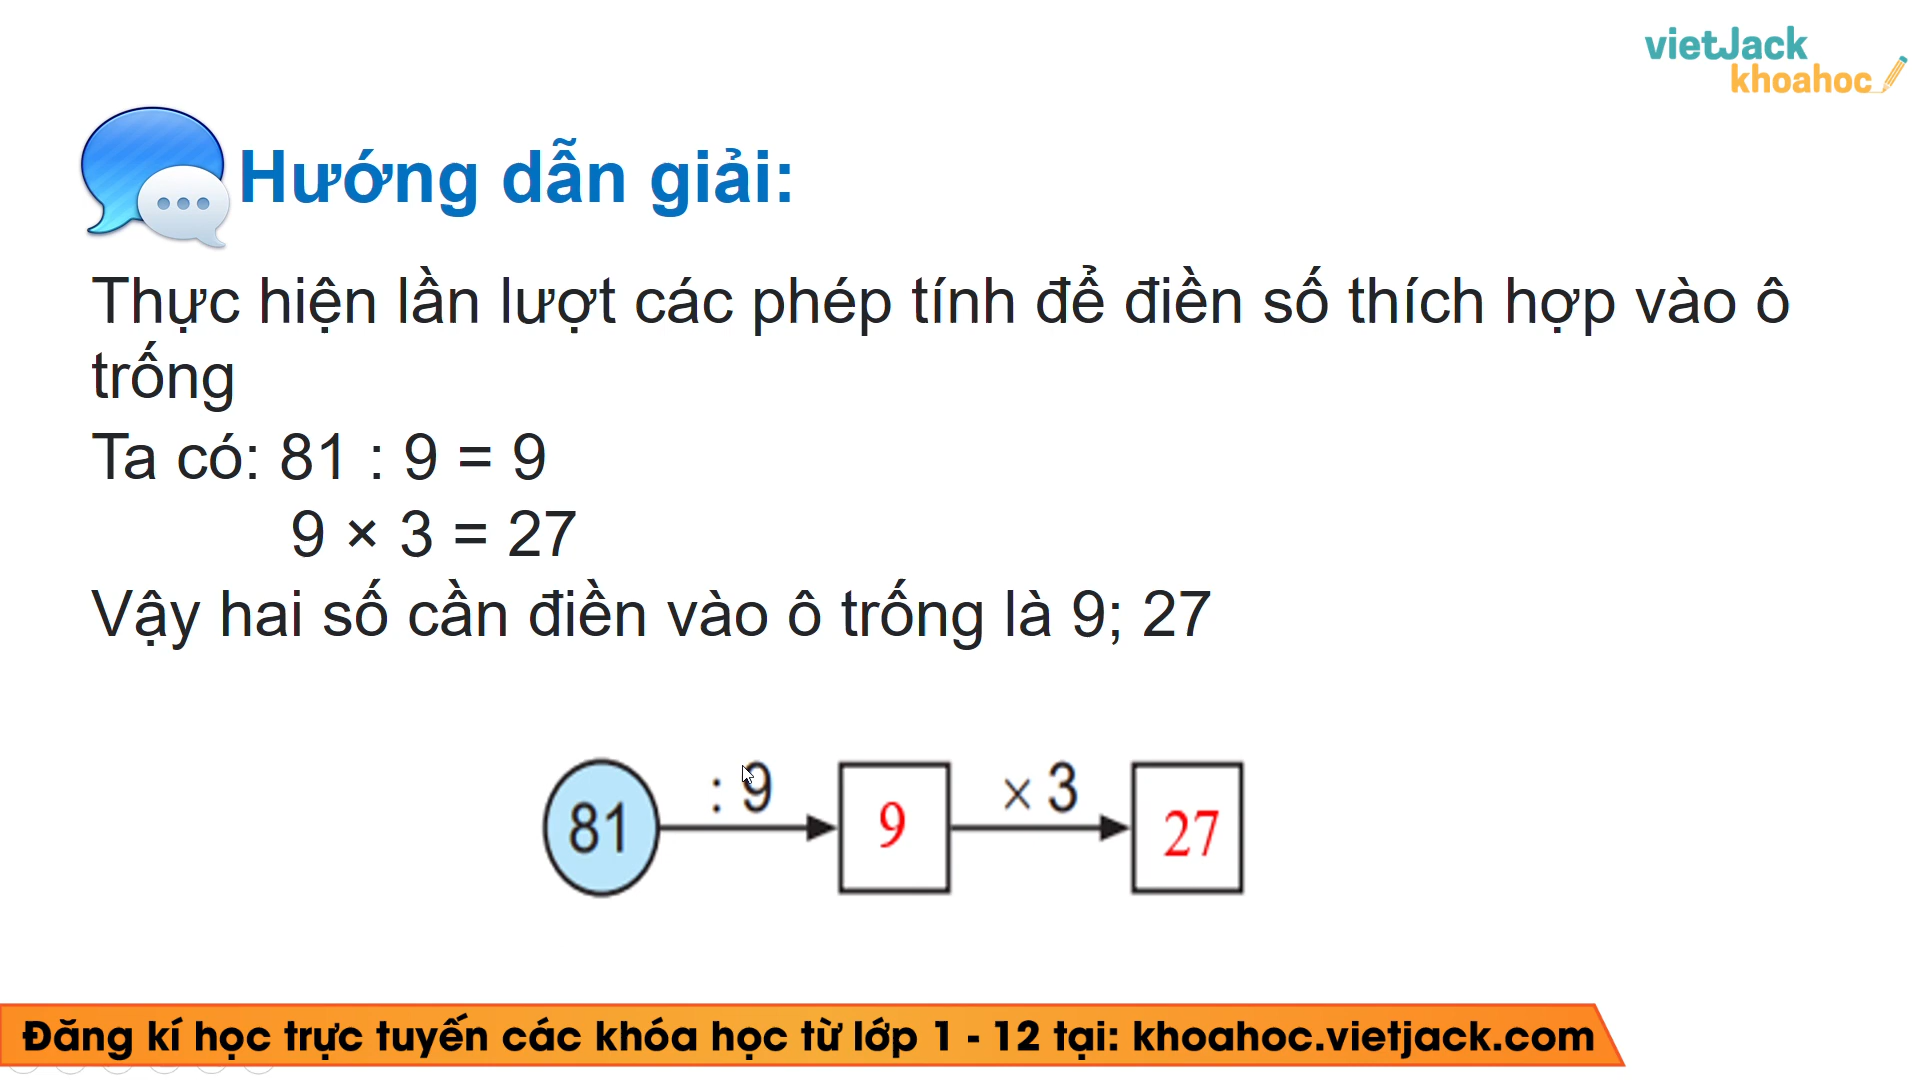 vietJack
khoahoc
Hướng dẫn giải:
Thực hiện lần lượt các phép tính để điền số thích hợp vào ô
trống
Ta có: 81 : 9 = 9
9 × 3 = 27
Vậy hai số cần điền vào ô trống là 9; 27
: 9
× 3
81
9
27
Đăng kí học trực tuyến các khóa học từ lớp 1 - 12 tại: khoahoc.vietjack.com